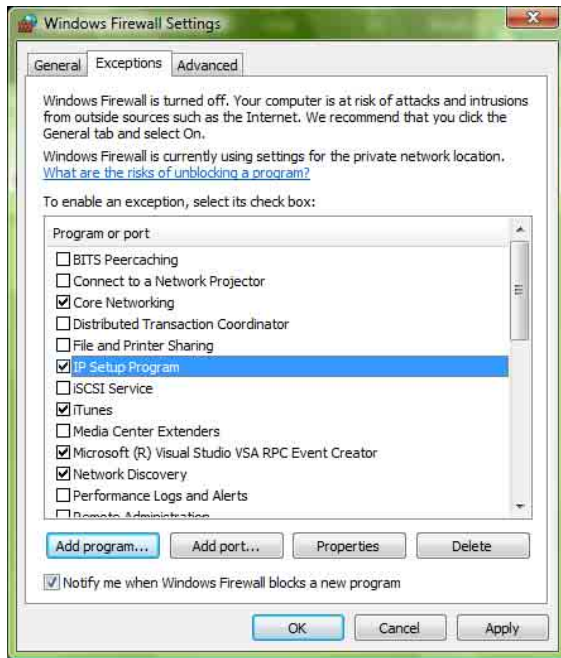 Windows Firewall Settings
General Exceptions Advanced
Windows Firewall is turned off. Your computer is at risk of attacks and intrusions
from outside sources such as the Internet. We recommend that you click the
General tab and select On.
Windows Firewall is currently using settings for the private network location.
What are the risks of unblocking a program?
To enable an exception, select its check box:
Program or port
BITS Peercaching
Connect to a Network Projector
Core Networking
Distributed Transaction Coordinator
File and Printer Sharing
IP Setup Program
iSCSI Service
iTunes
Media Center Extenders
Microsoft (R) Visual Studio VSA RPC Event Creator
Network Discovery
Performance Logs and Alerts
Remote Administration
Add program... Add port... Properties Delete
Notify me when Windows Firewall blocks a new program
OK Cancel Apply